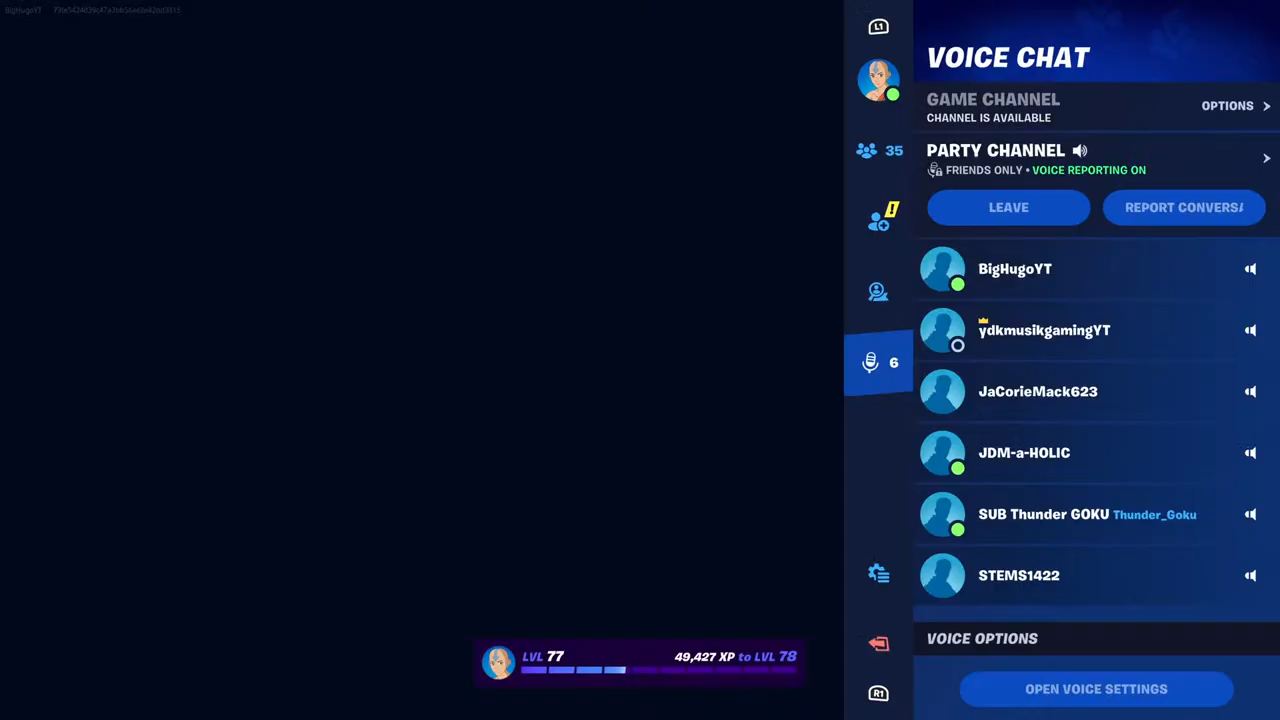 BigHugoYT
L1
VOICE CHAT
GAME CHANNEL
CHANNEL IS AVAILABLE
OPTIONS
PARTY CHANNEL
FRIENDS ONLY • VOICE REPORTING ON
LEAVE
REPORT CONVERSA
35
!
BigHugoYT
ydkmusikgamingYT
6
JaCorieMack623
JDM-a-HOLIC
SUB Thunder GOKU Thunder_Goku
STEMS1422
VOICE OPTIONS
OPEN VOICE SETTINGS
R1
LVL 77
49,427 XP to LVL 78